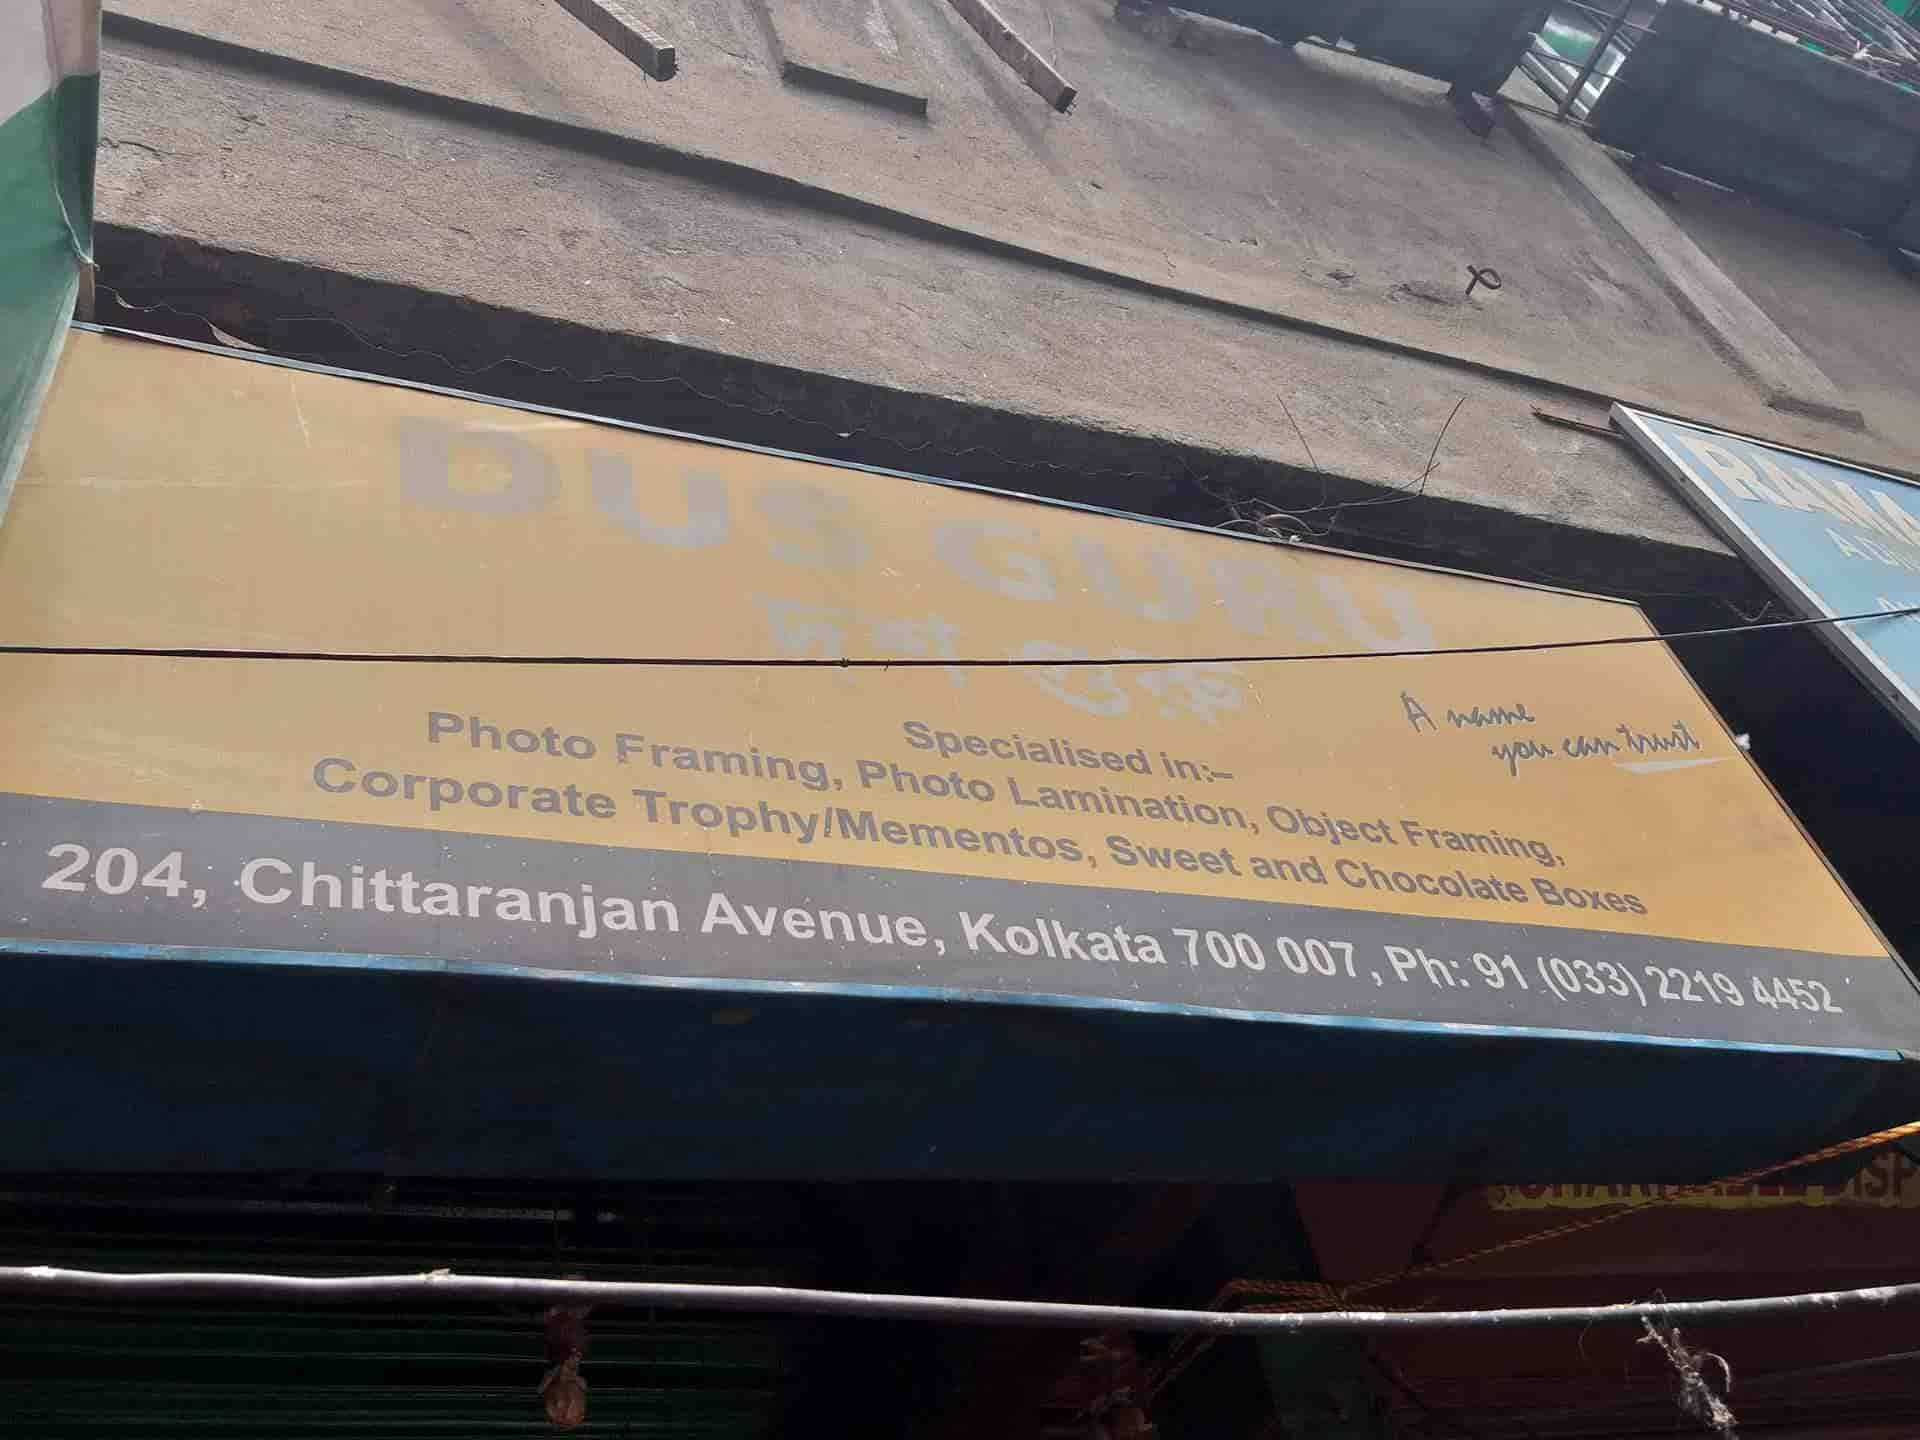 DUS GURU
দশ গুরু
A name
you can trust
Specialised in:-
Photo Framing, Photo Lamination, Object Framing,
Corporate Trophy/Mementos, Sweet and Chocolate Boxes
204, Chittaranjan Avenue, Kolkata 700 007, Ph: 91 (033) 2219 4452